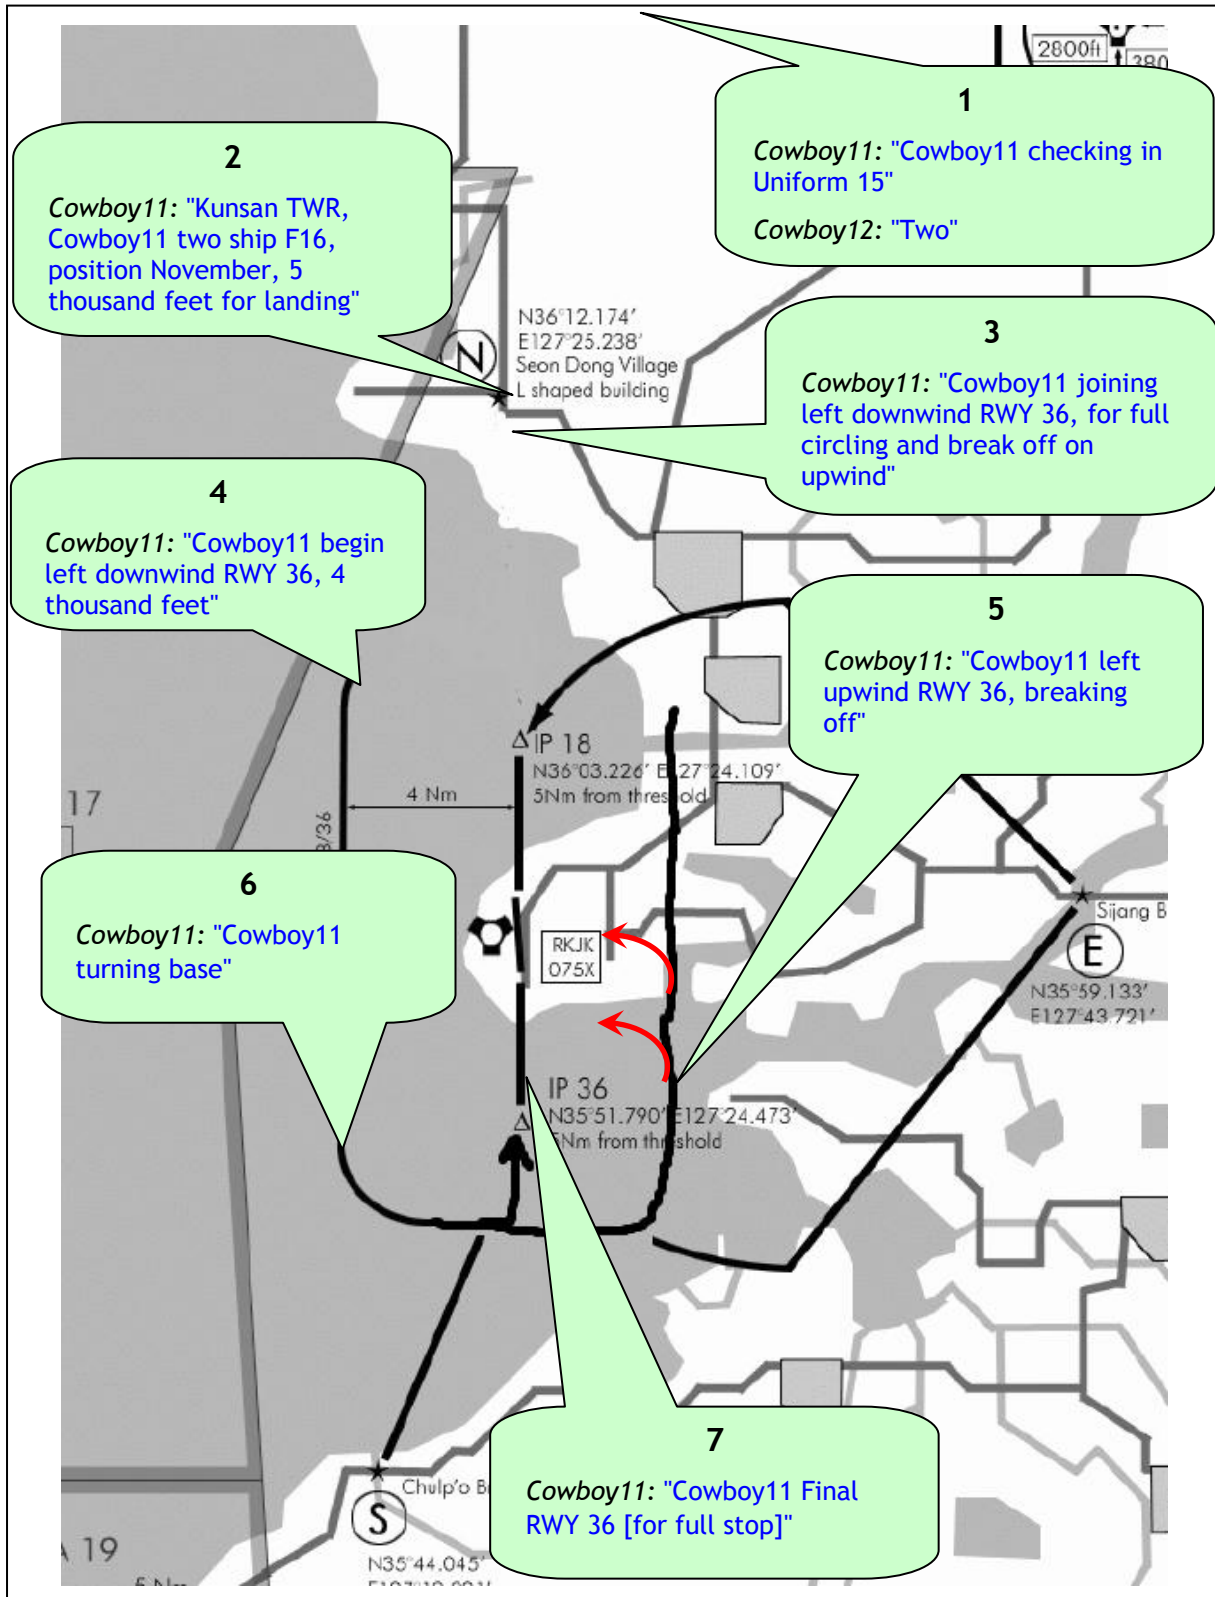 2800ft
380
1
Cowboy11: "Cowboy11 checking in
Uniform 15"
Cowboy12: "Two"
2
Cowboy11: "Kunsan TWR,
Cowboy11 two ship F16,
position November, 5
thousand feet for landing"
N36°12.174'
E127°25.238'
Seon Dong Village
L shaped building
N
3
Cowboy11: "Cowboy11 joining
left downwind RWY 36, for full
circling and break off on
upwind"
4
Cowboy11: "Cowboy11 begin
left downwind RWY 36, 4
thousand feet"
5
Cowboy11: "Cowboy11 left
upwind RWY 36, breaking
off"
IP 18
N36°03.226' E127°24.109'
5Nm from threshold
4 Nm
17
/36
6
Cowboy11: "Cowboy11
turning base"
RKJK
075X
Sijang B
E
N35°59.133'
E127°43.721'
IP 36
N35°51.790' E127°24.473'
5Nm from threshold
7
Cowboy11: "Cowboy11 Final
RWY 36 [for full stop]"
Chulp'o B
S
N35°44.045'
19
5 Nm